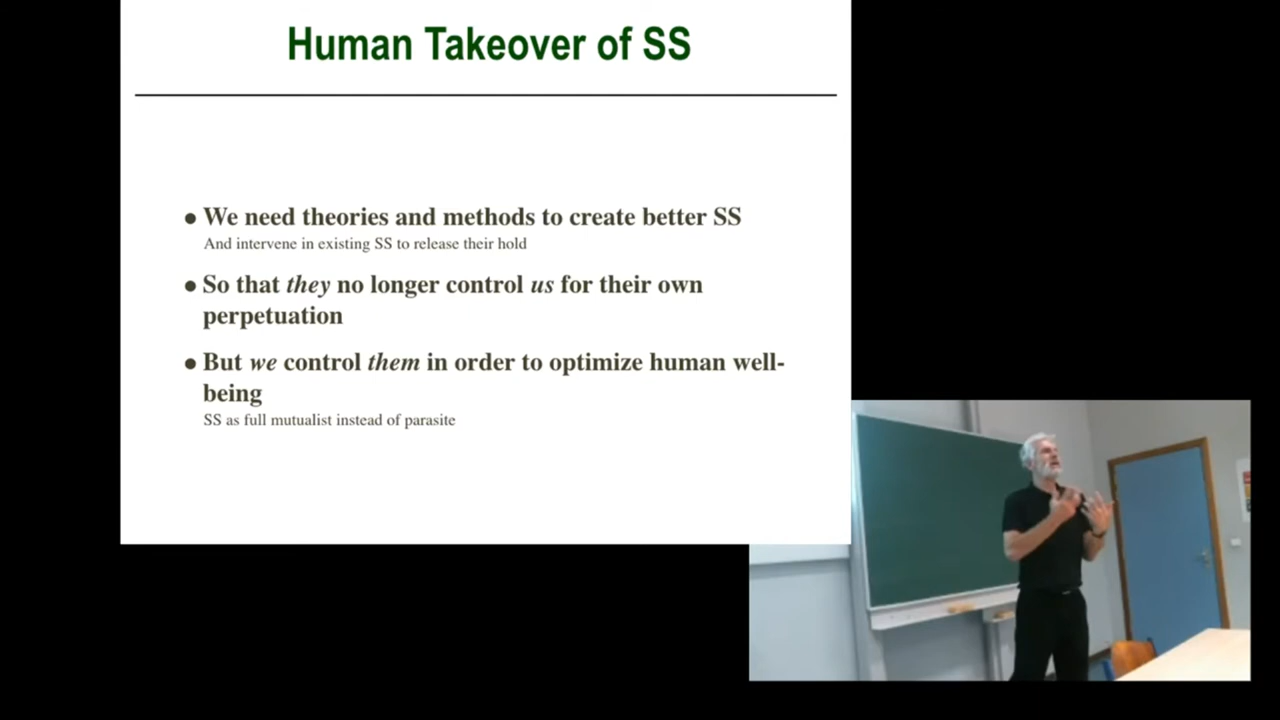 Human Takeover of SS
• We need theories and methods to create better SS
And intervene in existing SS to release their hold
• So that they no longer control us for their own
perpetuation
• But we control them in order to optimize human well-
being
SS as full mutualist instead of parasite